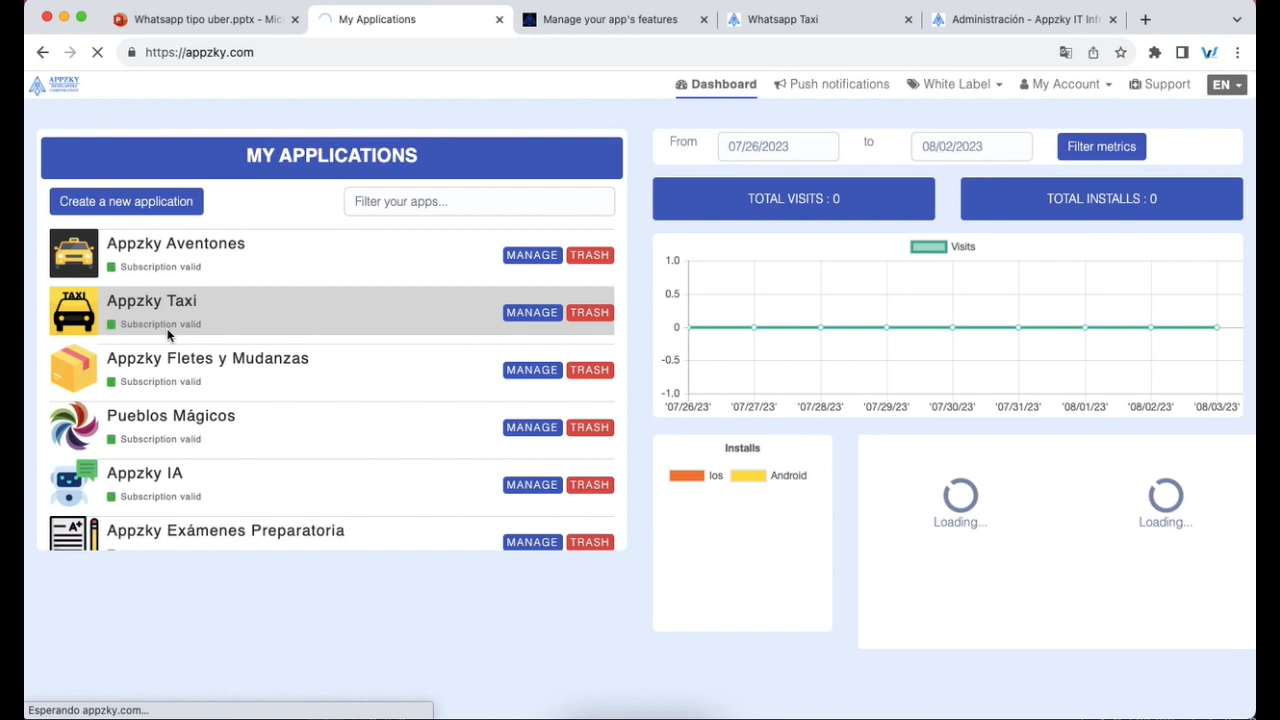 Whatsapp tipo uber.pptx - Mic
My Applications
Manage your app's features
Whatsapp Taxi
Administración - Appzky IT Infr
https://appzky.com
APPZKY
DEVELOPERS
CORPORATION
Dashboard
Push notifications
White Label
My Account
Support
EN
MY APPLICATIONS
Create a new application
Filter your apps...
Appzky Aventones
Subscription valid
MANAGE TRASH
TAXI
Appzky Taxi
Subscription valid
MANAGE TRASH
Appzky Fletes y Mudanzas
Subscription valid
MANAGE TRASH
Pueblos Mágicos
Subscription valid
MANAGE TRASH
Appzky IA
Subscription valid
MANAGE TRASH
A+
Appzky Exámenes Preparatoria
MANAGE TRASH
From 07/26/2023 to 08/02/2023 Filter metrics
TOTAL VISITS : 0
TOTAL INSTALLS : 0
Visits
1.0
0.5
0
-0.5
-1.0
'07/26/23' '07/27/23' '07/28/23' '07/29/23' '07/30/23' '07/31/23' '08/01/23' '08/02/23' '08/03/23'
Installs
Ios Android
Loading...
Loading...
Esperando appzky.com...